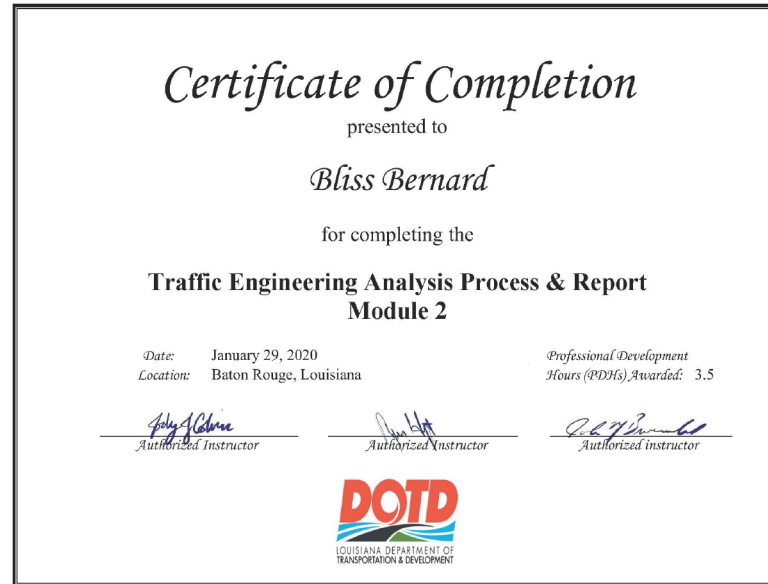 Certificate of Completion
presented to
Bliss Bernard
for completing the
Traffic Engineering Analysis Process & Report
Module 2
Date: January 29, 2020
Location: Baton Rouge, Louisiana
Professional Development
Hours (PDHs) Awarded: 3.5
Authorized Instructor
Authorized Instructor
Authorized instructor
DOTD
LOUISIANA DEPARTMENT OF
TRANSPORTATION & DEVELOPMENT